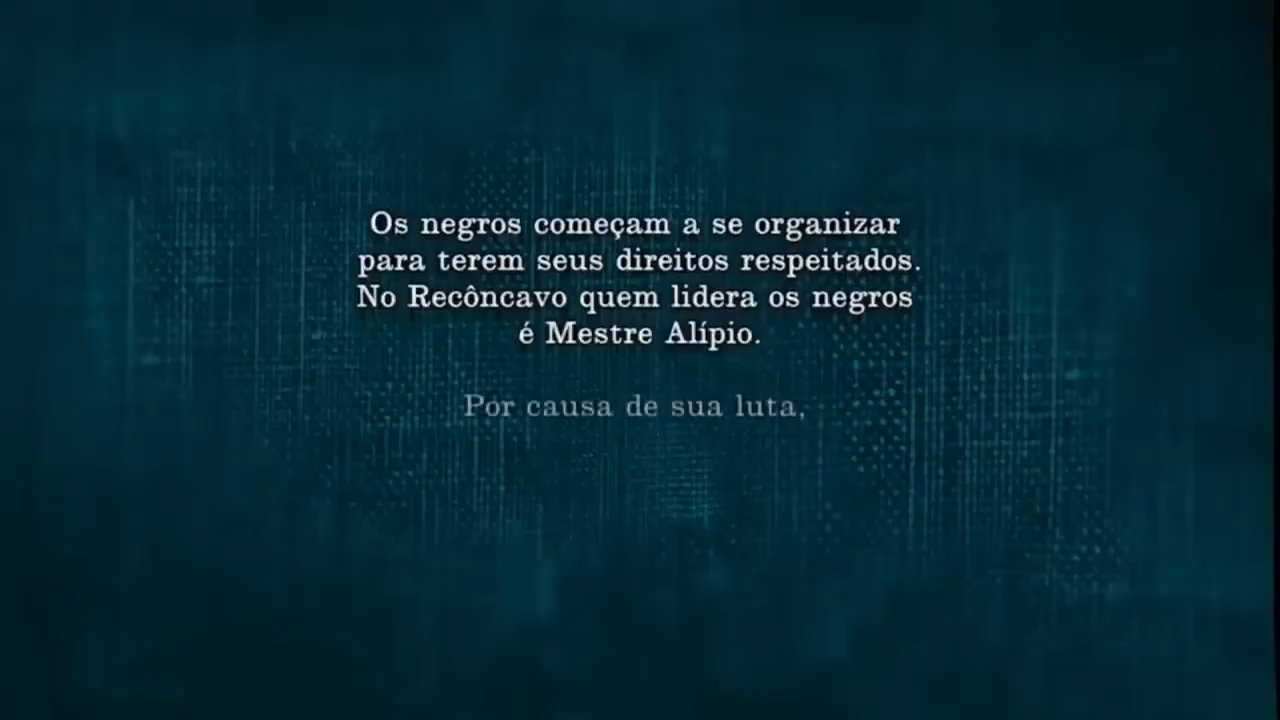 Os negros começam a se organizar
para terem seus direitos respeitados.
No Recôncavo quem lidera os negros
é Mestre Alípio.
Por causa de sua luta,